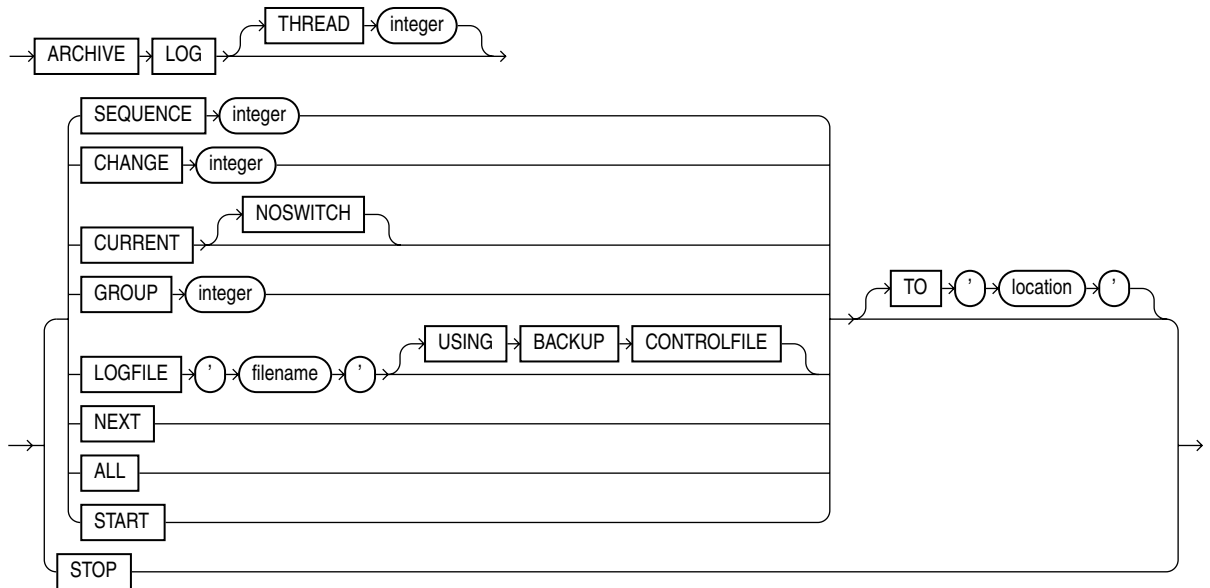 THREAD integer
ARCHIVE LOG
SEQUENCE integer
CHANGE integer
NOSWITCH
CURRENT
TO ' location '
GROUP integer
USING BACKUP CONTROLFILE
LOGFILE ' filename '
NEXT
ALL
START
STOP